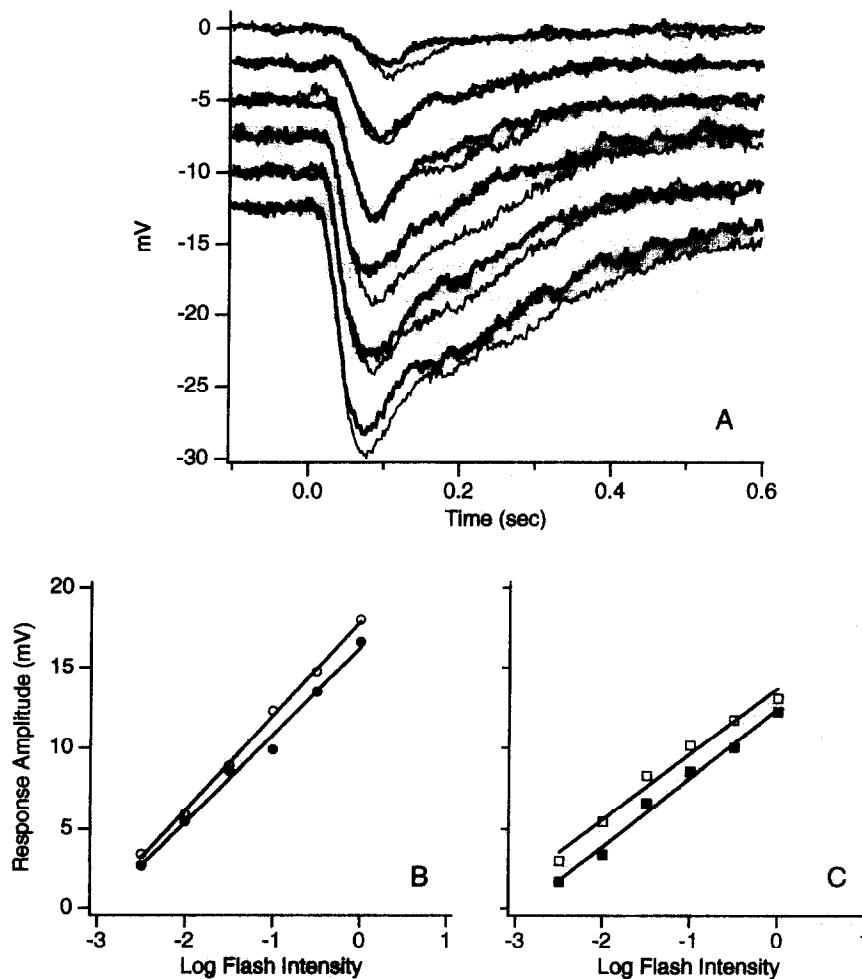 0
-5
-10
-15
-20
-25
-30
mV
A
0.0 0.2 0.4 0.6
Time (sec)
20
15
10
5
0
Response Amplitude (mV)
B
C
-3 -2 -1 0 1
Log Flash Intensity
-3 -2 -1 0 1
Log Flash Intensity